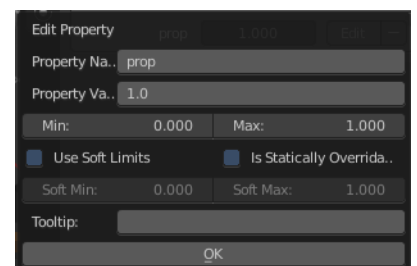 Edit Property prop 1.000 Edit
Property Na.. prop
Property Va.. 1.0
Min: 0.000 Max: 1.000
Use Soft Limits Is Statically Overrida..
Soft Min: 0.000 Soft Max: 1.000
Tooltip:
OK